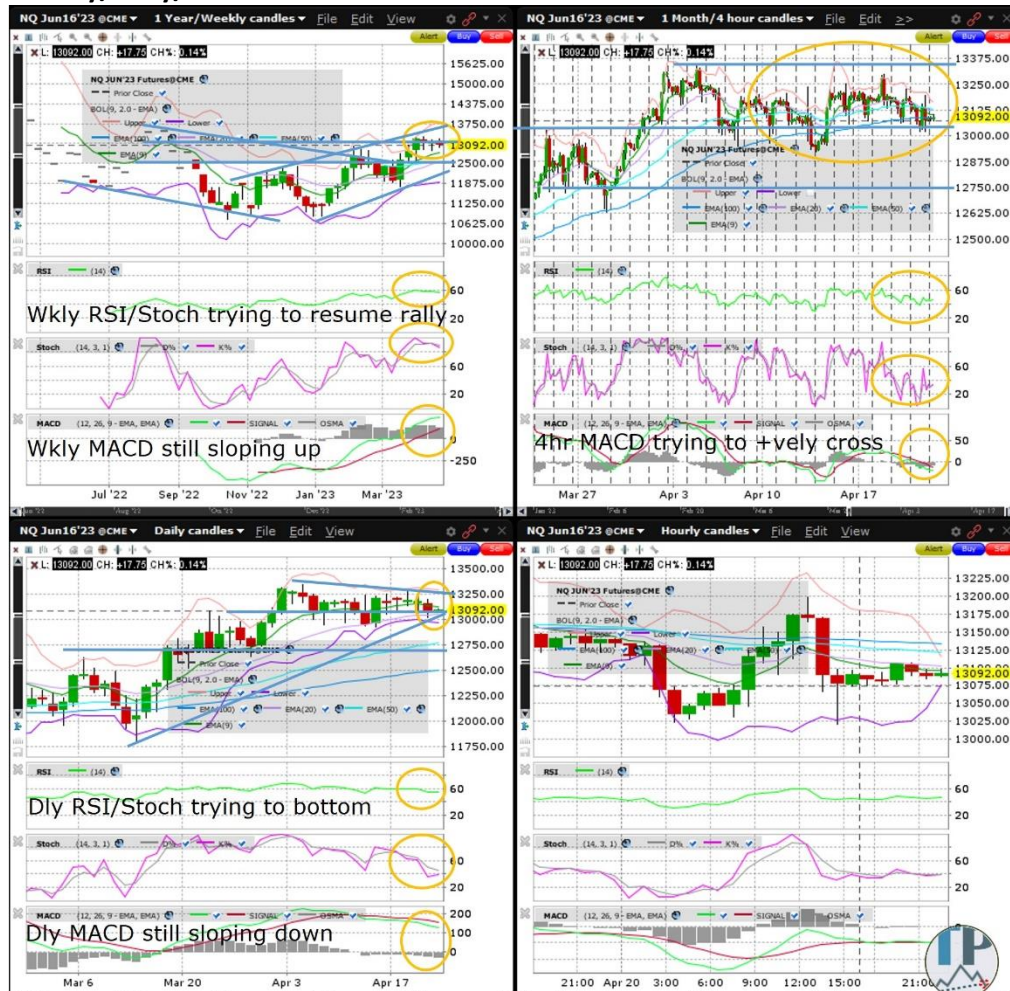 NQ Jun16'23 @CME 1 Year/Weekly candles File Edit View
Alert Buy Sell
L: 13092.00 CH: +17.75 CH%: 0.14%
NQ JUN'23 Futures@CME
Prior Close
BOL(9, 2.0 - EMA)
Upper Lower
EMA(100) EMA(20) EMA(50)
EMA(9)
15625.00
15000.00
14375.00
13750.00
13092.00
12500.00
11875.00
11250.00
10625.00
10000.00
RSI (14)
60
20
Wkly RSI/Stoch trying to resume rally
Stoch (14, 3, 1) D% K%
60
20
MACD (12, 26, 9 - EMA, EMA) SIGNAL OSMA
0
-250
Wkly MACD still sloping up
Jul '22 Sep '22 Nov '22 Jan '23 Mar '23
NQ Jun16'23 @CME 1 Month/4 hour candles File Edit >>
Alert Buy Sell
L: 13092.00 CH: +17.75 CH%: 0.14%
13375.00
13250.00
13125.00
13092.00
13000.00
12875.00
12750.00
12625.00
12500.00
NQ JUN'23 Futures@CME
Prior Close
BOL(9, 2.0 - EMA)
Upper Lower
EMA(100) EMA(20) EMA(50)
EMA(9)
RSI (14)
60
20
Stoch (14, 3, 1) D% K%
60
20
MACD (12, 26, 9 - EMA, EMA) SIGNAL OSMA
50
0
4hr MACD trying to +vely cross
Mar 27 Apr 3 Apr 10 Apr 17
NQ Jun16'23 @CME Daily candles File Edit View
Alert Buy Sell
L: 13092.00 CH: +17.75 CH%: 0.14%
13500.00
13092.00
12750.00
12500.00
12250.00
12000.00
11750.00
Futures@CME
Prior Close
BOL(9, 2.0 - EMA)
Upper Lower
EMA(100) EMA(20) EMA(50)
EMA(9)
RSI (14)
60
20
Dly RSI/Stoch trying to bottom
Stoch (14, 3, 1) D% K%
60
20
MACD (12, 26, 9 - EMA, EMA) SIGNAL OSMA
200
100
0
Dly MACD still sloping down
Mar 6 Mar 20 Apr 3 Apr 17
NQ Jun16'23 @CME Hourly candles File Edit View
Alert Buy Sell
L: 13092.00 CH: +17.75 CH%: 0.14%
NQ JUN'23 Futures@CME
Prior Close
BOL(9, 2.0 - EMA)
Upper Lower
EMA(100) EMA(20) EMA(50)
EMA(9)
13225.00
13200.00
13175.00
13150.00
13125.00
13092.00
13075.00
13050.00
13025.00
13000.00
RSI (14)
60
20
Stoch (14, 3, 1) D% K%
60
20
MACD (12, 26, 9 - EMA, EMA) SIGNAL OSMA
21:00 Apr 20 3:00 6:00 9:00 12:00 15:00 21:00